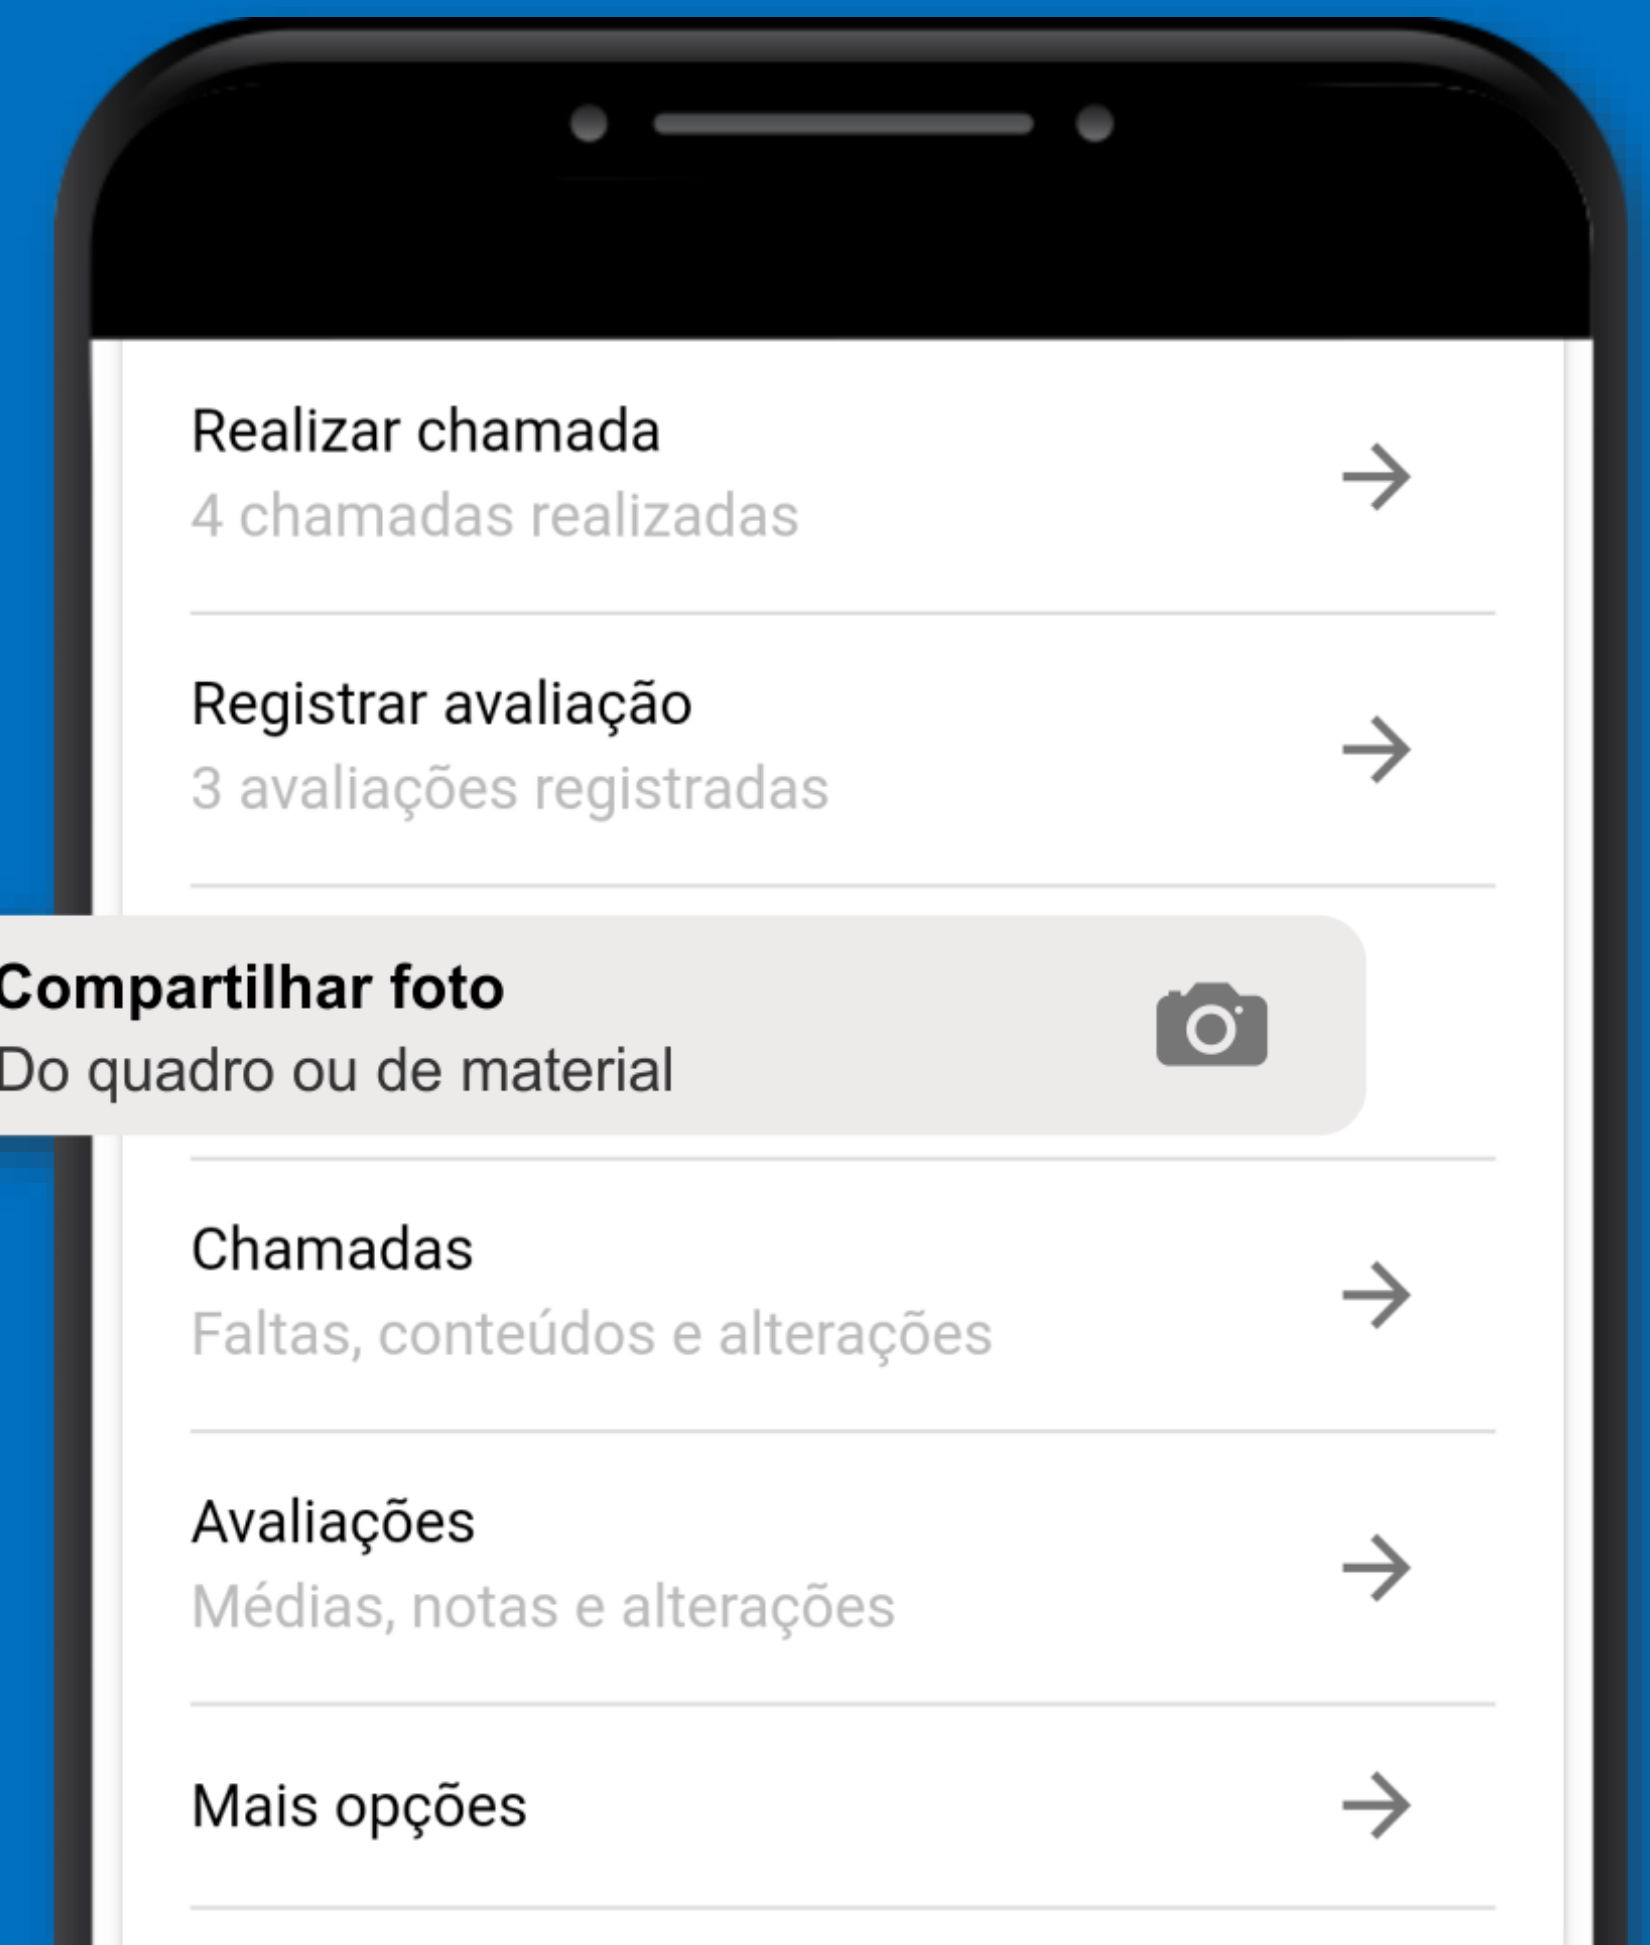 Realizar chamada
4 chamadas realizadas
Registrar avaliação
3 avaliações registradas
Compartilhar foto
Do quadro ou de material
Chamadas
Faltas, conteúdos e alterações
Avaliações
Médias, notas e alterações
Mais opções